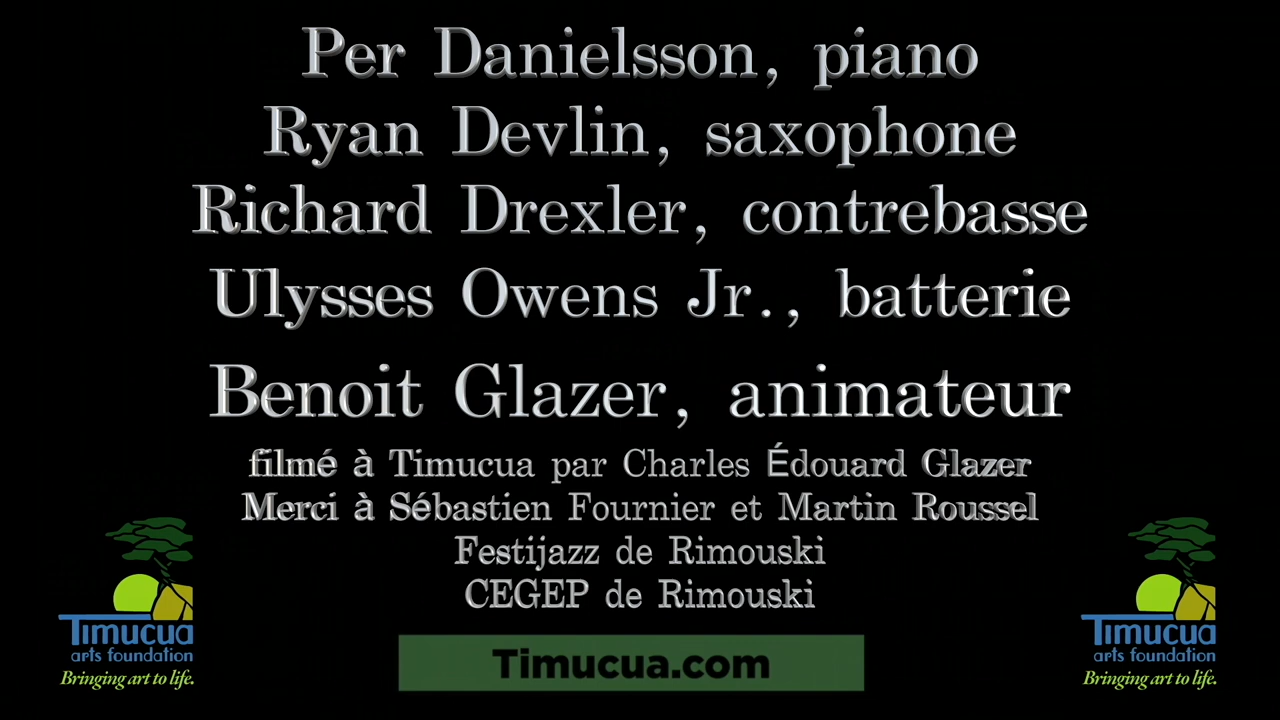 Per Danielsson, piano
Ryan Devlin, saxophone
Richard Drexler, contrebasse
Ulysses Owens Jr., batterie
Benoit Glazer, animateur
filmé à Timucua par Charles Édouard Glazer
Merci à Sébastien Fournier et Martin Roussel
Festijazz de Rimouski
CEGEP de Rimouski
Timucua
arts foundation
Bringing art to life.
Timucua.com
Timucua
arts foundation
Bringing art to life.